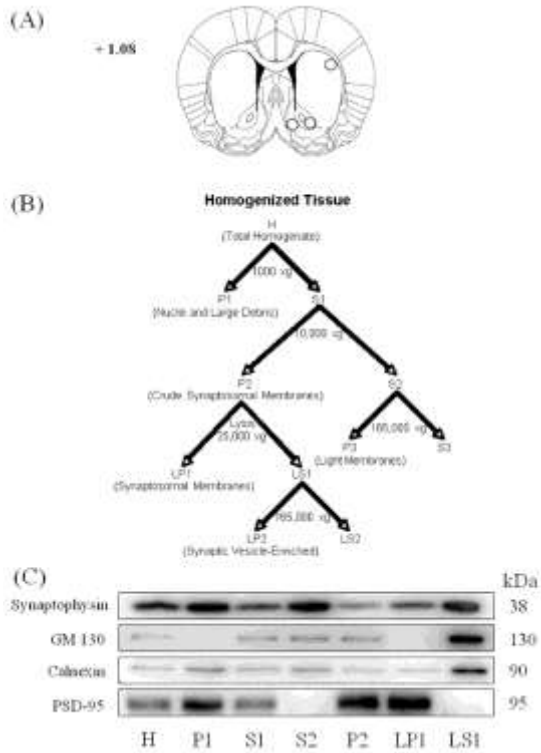 (A)
+ 1.08
(B)
Homogenized Tissue
H
(Total Homogenate)
1000 xg
P1
S1
(Nuclei and Large Debris)
10,000 xg
P2
S2
(Crude Synaptosomal Membranes)
Lysis
25,000 xg
165,000 xg
P3
S3
(Light Membranes)
LP1
LS1
(Synaptosomal Membranes)
165,000 xg
LP2
LS2
(Synaptic Vesicle-Enriched)
(C)
kDa
Synaptophysin
38
GM 130
130
Calnexin
90
PSD-95
95
H P1 S1 S2 P2 LP1 LS1